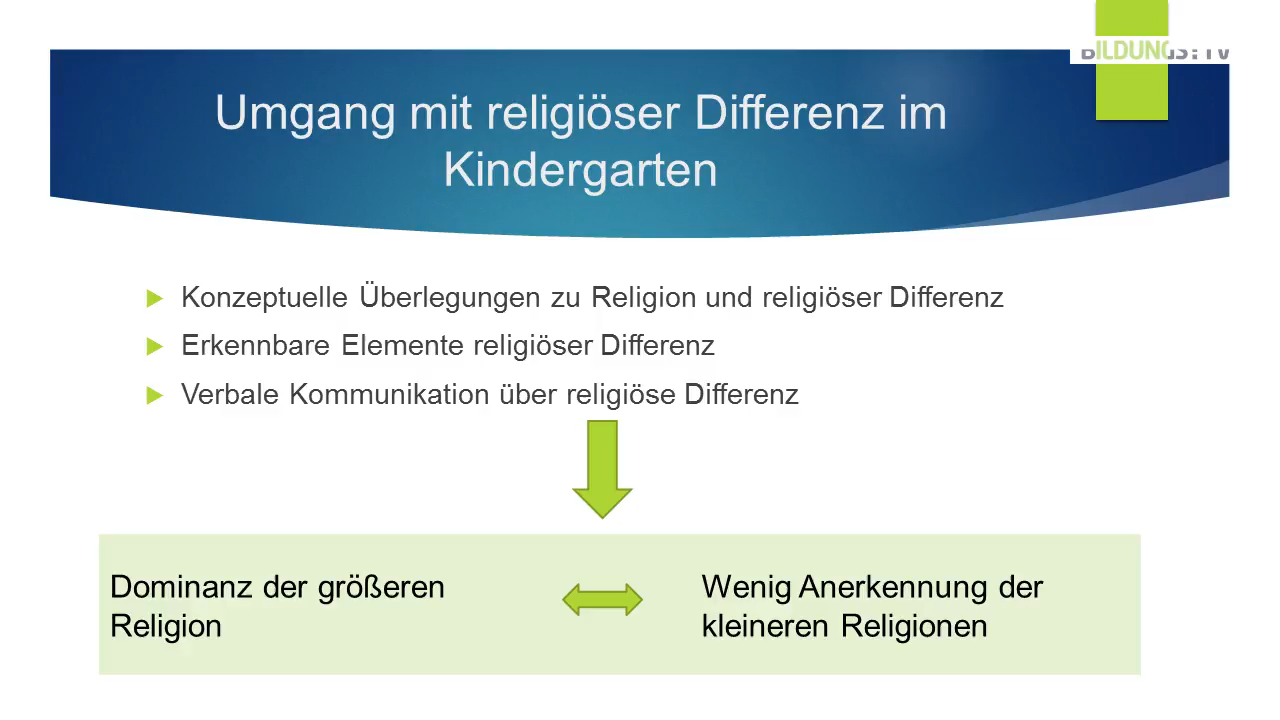 BILDUNGS:TV
Umgang mit religiöser Differenz im
Kindergarten
Konzeptuelle Überlegungen zu Religion und religiöser Differenz
Erkennbare Elemente religiöser Differenz
Verbale Kommunikation über religiöse Differenz
Dominanz der größeren
Religion
Wenig Anerkennung der
kleineren Religionen